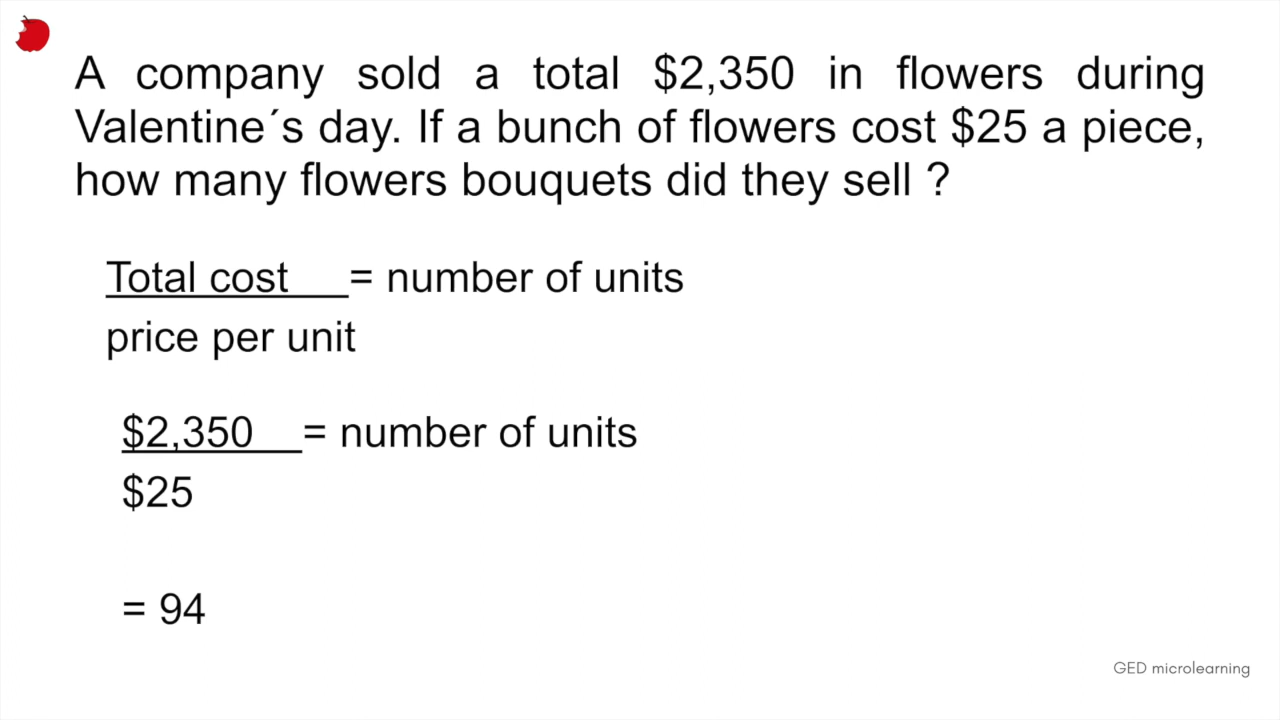 A company sold a total $2,350 in flowers during
Valentine´s day. If a bunch of flowers cost $25 a piece,
how many flowers bouquets did they sell ?
Total cost = number of units
price per unit
$2,350 = number of units
$25
= 94
GED microlearning